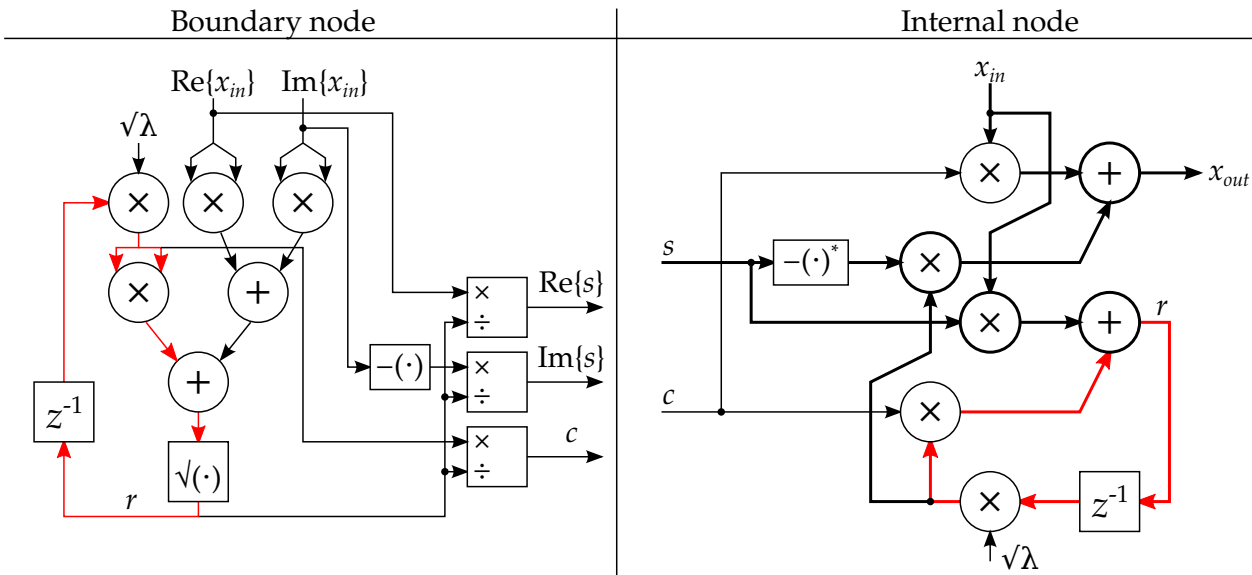 Boundary node
Internal node
Re{x_in} Im{x_in}
x_in
√λ
× × ×
× +
x_out
× +
s −(·)* ×
× ÷ Re{s}
× + r
+
−(·) × ÷ Im{s}
z⁻¹
c ×
× ÷ c
√(·)
r
× z⁻¹
√λ